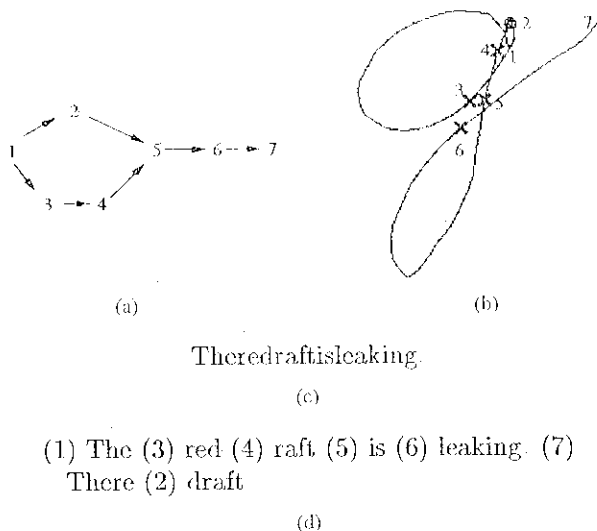 2
1
5
6
7
3
4
(a)
2
7
4
1
3
5
6
(b)
Theredraftisleaking.
(c)
(1) The (3) red (4) raft (5) is (6) leaking. (7)
There (2) draft
(d)